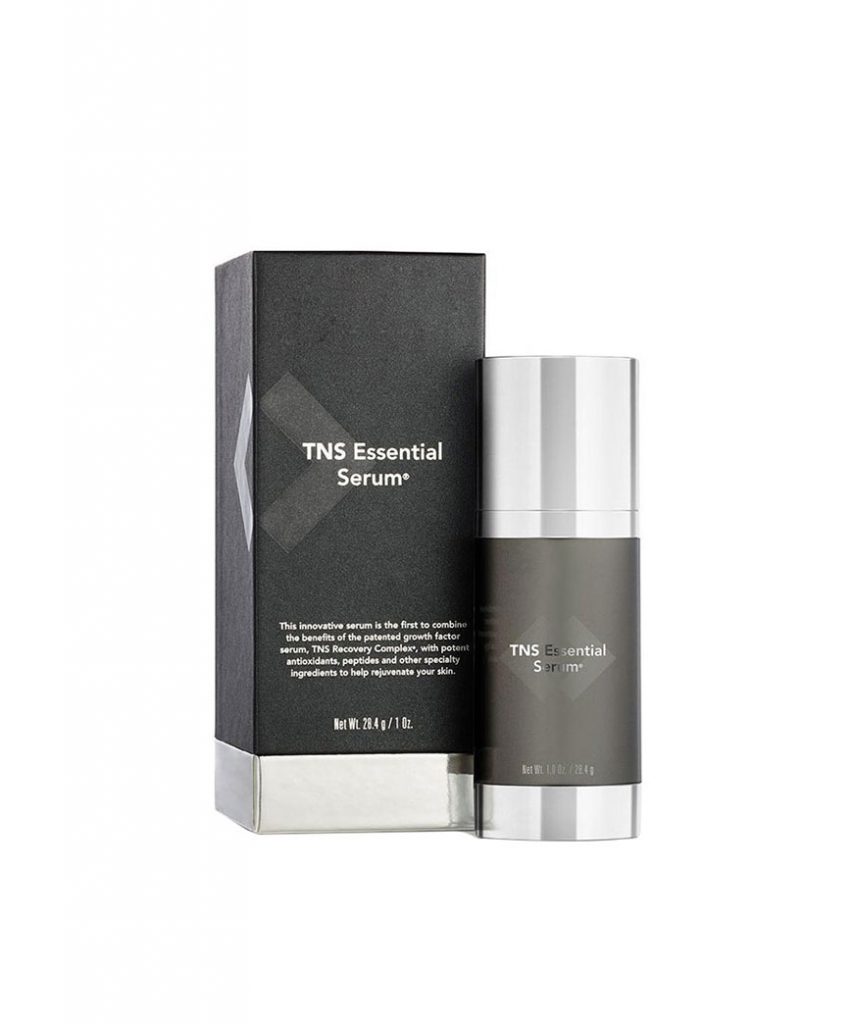 TNS Essential
Serum®
This innovative serum is the first to combine
the benefits of the patented growth factor
serum, TNS Recovery Complex®, with potent
antioxidants, peptides and other specialty
ingredients to help rejuvenate your skin.
Net Wt. 28.4 g / 1 Oz.
TNS Essential
Serum®
Net Wt. 1.0 Oz. / 28.4 g